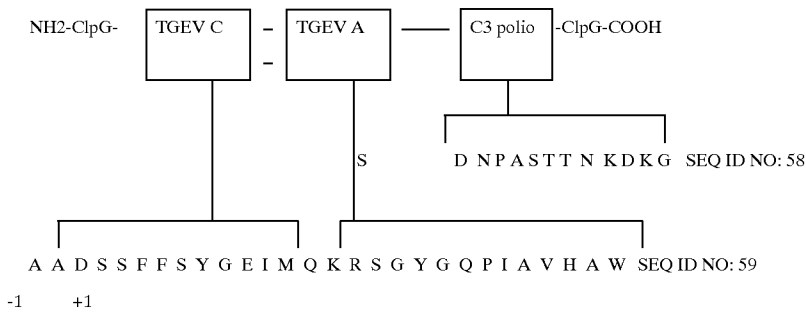 NH2-ClpG- TGEV C - TGEV A — C3 polio -ClpG-COOH
-
S D N P A S T T N K D K G SEQ ID NO: 58
A A D S S F F S Y G E I M Q K R S G Y G Q P I A V H A W SEQ ID NO: 59
-1 +1